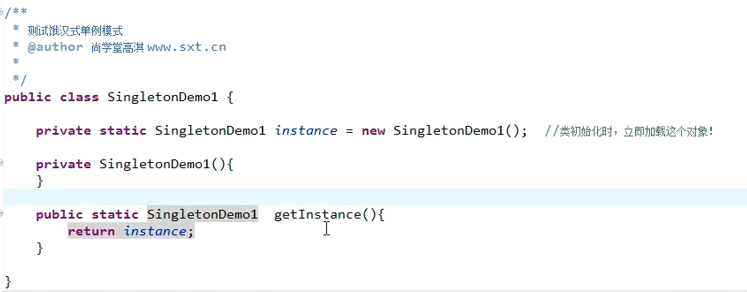 /**
 * 测试饿汉式单例模式
 * @author 尚学堂高淇 www.sxt.cn
 *
 */
public class SingletonDemo1 {
private static SingletonDemo1 instance = new SingletonDemo1();  //类初始化时，立即加载这个对象!
private SingletonDemo1(){
}
public static SingletonDemo1  getInstance(){
return instance;
}
}